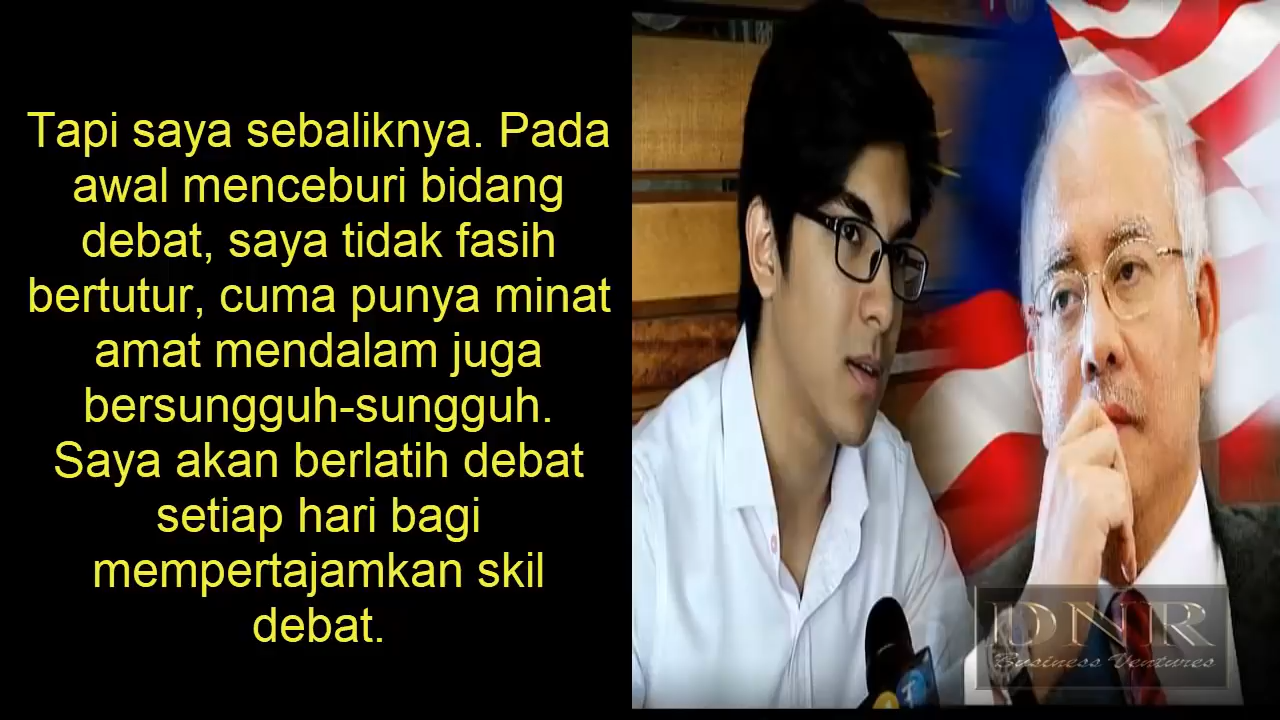 Tapi saya sebaliknya. Pada
awal menceburi bidang
debat, saya tidak fasih
bertutur, cuma punya minat
amat mendalam juga
bersungguh-sungguh.
Saya akan berlatih debat
setiap hari bagi
mempertajamkan skil
debat.
DNR
Business Ventures